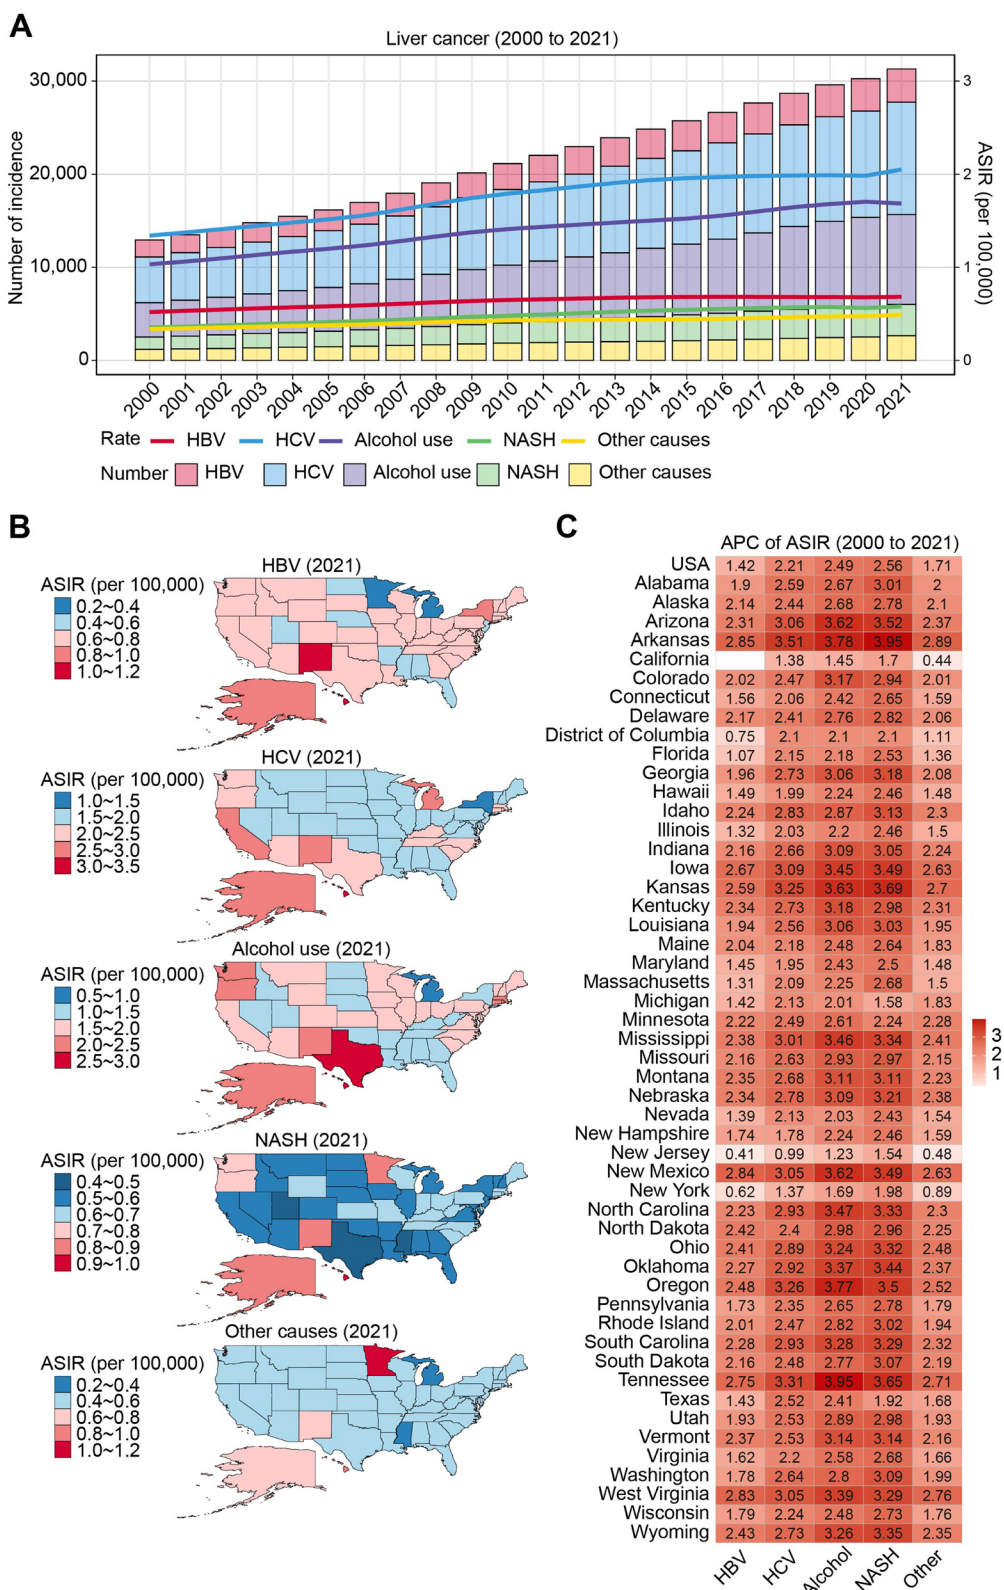 A
Liver cancer (2000 to 2021)
Number of incidence
30,000
20,000
10,000
0
3
2
1
0
ASIR (per 100,000)
2000 2001 2002 2003 2004 2005 2006 2007 2008 2009 2010 2011 2012 2013 2014 2015 2016 2017 2018 2019 2020 2021
Rate HBV HCV Alcohol use NASH Other causes
Number HBV HCV Alcohol use NASH Other causes
B
HBV (2021)
ASIR (per 100,000)
0.2~0.4
0.4~0.6
0.6~0.8
0.8~1.0
1.0~1.2
HCV (2021)
ASIR (per 100,000)
1.0~1.5
1.5~2.0
2.0~2.5
2.5~3.0
3.0~3.5
Alcohol use (2021)
ASIR (per 100,000)
0.5~1.0
1.0~1.5
1.5~2.0
2.0~2.5
2.5~3.0
NASH (2021)
ASIR (per 100,000)
0.4~0.5
0.5~0.6
0.6~0.7
0.7~0.8
0.8~0.9
0.9~1.0
Other causes (2021)
ASIR (per 100,000)
0.2~0.4
0.4~0.6
0.6~0.8
0.8~1.0
1.0~1.2
C
APC of ASIR (2000 to 2021)
USA 1.42 2.21 2.49 2.56 1.71
Alabama 1.9 2.59 2.67 3.01 2
Alaska 2.14 2.44 2.68 2.78 2.1
Arizona 2.31 3.06 3.62 3.52 2.37
Arkansas 2.85 3.51 3.78 3.95 2.89
California 1.38 1.45 1.7 0.44
Colorado 2.02 2.47 3.17 2.94 2.01
Connecticut 1.56 2.06 2.42 2.65 1.59
Delaware 2.17 2.41 2.76 2.82 2.06
District of Columbia 0.75 2.1 2.1 2.1 1.11
Florida 1.07 2.15 2.18 2.53 1.36
Georgia 1.96 2.73 3.06 3.18 2.08
Hawaii 1.49 1.99 2.24 2.46 1.48
Idaho 2.24 2.83 2.87 3.13 2.3
Illinois 1.32 2.03 2.2 2.46 1.5
Indiana 2.16 2.66 3.09 3.05 2.24
Iowa 2.67 3.09 3.45 3.49 2.63
Kansas 2.59 3.25 3.63 3.69 2.7
Kentucky 2.34 2.73 3.18 2.98 2.31
Louisiana 1.94 2.56 3.06 3.03 1.95
Maine 2.04 2.18 2.48 2.64 1.83
Maryland 1.45 1.95 2.43 2.5 1.48
Massachusetts 1.31 2.09 2.25 2.68 1.5
Michigan 1.42 2.13 2.01 1.58 1.83
Minnesota 2.22 2.49 2.61 2.24 2.28
Mississippi 2.38 3.01 3.46 3.34 2.41
Missouri 2.16 2.63 2.93 2.97 2.15
Montana 2.35 2.68 3.11 3.11 2.23
Nebraska 2.34 2.78 3.09 3.21 2.38
Nevada 1.39 2.13 2.03 2.43 1.54
New Hampshire 1.74 1.78 2.24 2.46 1.59
New Jersey 0.41 0.99 1.23 1.54 0.48
New Mexico 2.84 3.05 3.62 3.49 2.63
New York 0.62 1.37 1.69 1.98 0.89
North Carolina 2.23 2.93 3.47 3.33 2.3
North Dakota 2.42 2.4 2.98 2.96 2.25
Ohio 2.41 2.89 3.24 3.32 2.48
Oklahoma 2.27 2.92 3.37 3.44 2.37
Oregon 2.48 3.26 3.77 3.5 2.52
Pennsylvania 1.73 2.35 2.65 2.78 1.79
Rhode Island 2.01 2.47 2.82 3.02 1.94
South Carolina 2.28 2.93 3.28 3.29 2.32
South Dakota 2.16 2.48 2.77 3.07 2.19
Tennessee 2.75 3.31 3.95 3.65 2.71
Texas 1.43 2.52 2.41 1.92 1.68
Utah 1.93 2.53 2.89 2.98 1.93
Vermont 2.37 2.53 3.14 3.14 2.16
Virginia 1.62 2.2 2.58 2.68 1.66
Washington 1.78 2.64 2.8 3.09 1.99
West Virginia 2.83 3.05 3.39 3.29 2.76
Wisconsin 1.79 2.24 2.48 2.73 1.76
Wyoming 2.43 2.73 3.26 3.35 2.35
HBV HCV Alcohol NASH Other
3
2
1